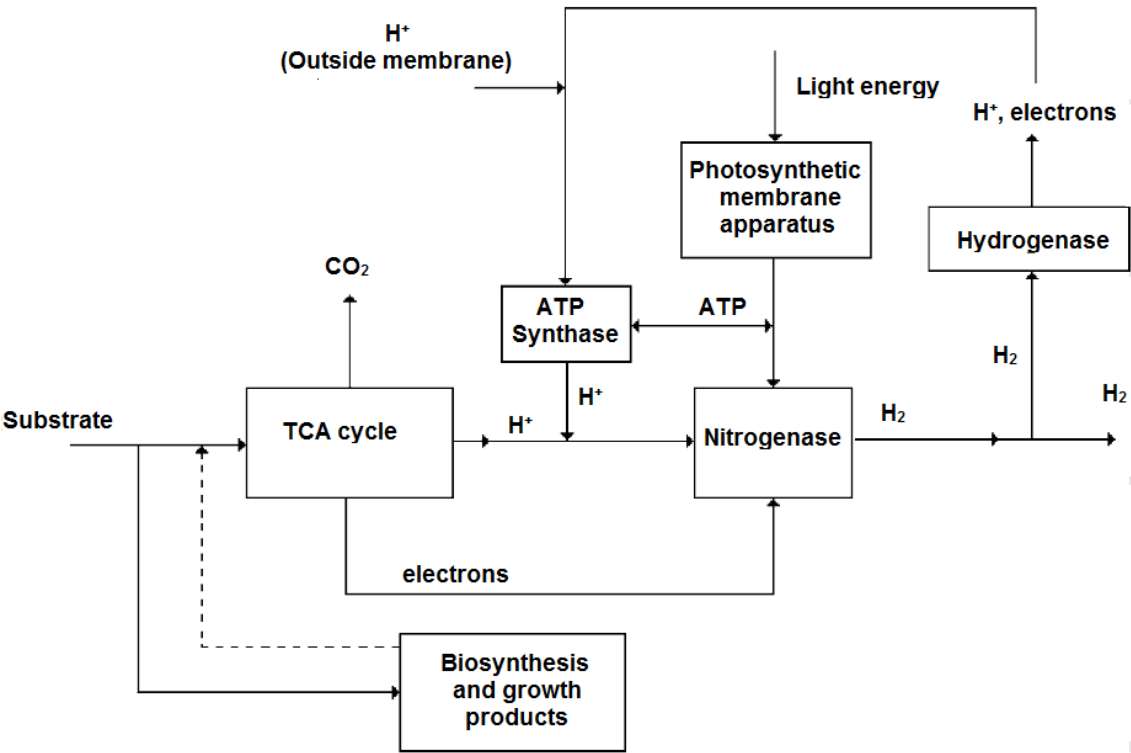 H⁺
(Outside membrane)
Light energy
H⁺, electrons
Photosynthetic
membrane
apparatus
Hydrogenase
CO₂
ATP
Synthase
ATP
H₂
H⁺
H₂
Substrate
TCA cycle
H⁺
Nitrogenase
H₂
electrons
Biosynthesis
and growth
products